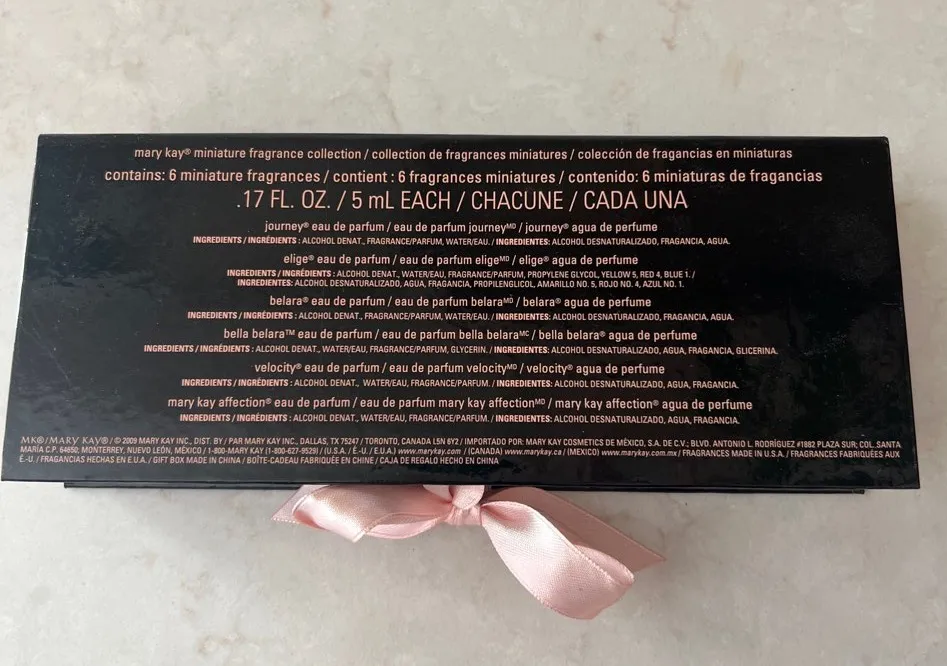 mary kay® miniature fragrance collection / collection de fragrances miniatures / colección de fragancias en miniaturas
contains: 6 miniature fragrances / contient : 6 fragrances miniatures / contenido: 6 miniaturas de fragancias
.17 FL. OZ. / 5 mL EACH / CHACUNE / CADA UNA
journey® eau de parfum / eau de parfum journeyᴹᴰ / journey® agua de perfume
INGREDIENTS / INGRÉDIENTS : ALCOHOL DENAT., FRAGRANCE/PARFUM, WATER/EAU. / INGREDIENTES: ALCOHOL DESNATURALIZADO, FRAGANCIA, AGUA.
elige® eau de parfum / eau de parfum eligeᴹᴰ / elige® agua de perfume
INGREDIENTS / INGRÉDIENTS : ALCOHOL DENAT., WATER/EAU, FRAGRANCE/PARFUM, PROPYLENE GLYCOL, YELLOW 5, RED 4, BLUE 1. /
INGREDIENTES: ALCOHOL DESNATURALIZADO, AGUA, FRAGANCIA, PROPILENGLICOL, AMARILLO NO. 5, ROJO NO. 4, AZUL NO. 1.
belara® eau de parfum / eau de parfum belaraᴹᴰ / belara® agua de perfume
INGREDIENTS / INGRÉDIENTS : ALCOHOL DENAT., FRAGRANCE/PARFUM, WATER/EAU. / INGREDIENTES: ALCOHOL DESNATURALIZADO, FRAGANCIA, AGUA.
bella belara™ eau de parfum / eau de parfum bella belaraᴹᶜ / bella belara® agua de perfume
INGREDIENTS / INGRÉDIENTS : ALCOHOL DENAT., WATER/EAU, FRAGRANCE/PARFUM, GLYCERIN. / INGREDIENTES: ALCOHOL DESNATURALIZADO, AGUA, FRAGANCIA, GLICERINA.
velocity® eau de parfum / eau de parfum velocityᴹᴰ / velocity® agua de perfume
INGREDIENTS / INGRÉDIENTS : ALCOHOL DENAT., WATER/EAU, FRAGRANCE/PARFUM. / INGREDIENTES: ALCOHOL DESNATURALIZADO, AGUA, FRAGANCIA.
mary kay affection® eau de parfum / eau de parfum mary kay affectionᴹᴰ / mary kay affection® agua de perfume
INGREDIENTS / INGRÉDIENTS : ALCOHOL DENAT., WATER/EAU, FRAGRANCE/PARFUM. / INGREDIENTES: ALCOHOL DESNATURALIZADO, AGUA, FRAGANCIA.
MK®/MARY KAY® / © 2009 MARY KAY INC., DIST. BY / PAR MARY KAY INC., DALLAS, TX 75247 / TORONTO, CANADA L5N 6Y2 / IMPORTADO POR: MARY KAY COSMETICS DE MÉXICO, S.A. DE C.V.; BLVD. ANTONIO L. RODRÍGUEZ #1882 PLAZA SUR; COL. SANTA
MARÍA C.P. 64650; MONTERREY, NUEVO LEÓN, MÉXICO / 1-800-MARY KAY (1-800-627-9529) / (U.S.A. / É.-U. / E.U.A.) www.marykay.com / (CANADA) www.marykay.ca / (MEXICO) www.marykay.com.mx / FRAGRANCES MADE IN U.S.A. / FRAGRANCES FABRIQUÉES AUX
É.-U. / FRAGANCIAS HECHAS EN E.U.A. / GIFT BOX MADE IN CHINA / BOÎTE-CADEAU FABRIQUÉE EN CHINE / CAJA DE REGALO HECHO EN CHINA